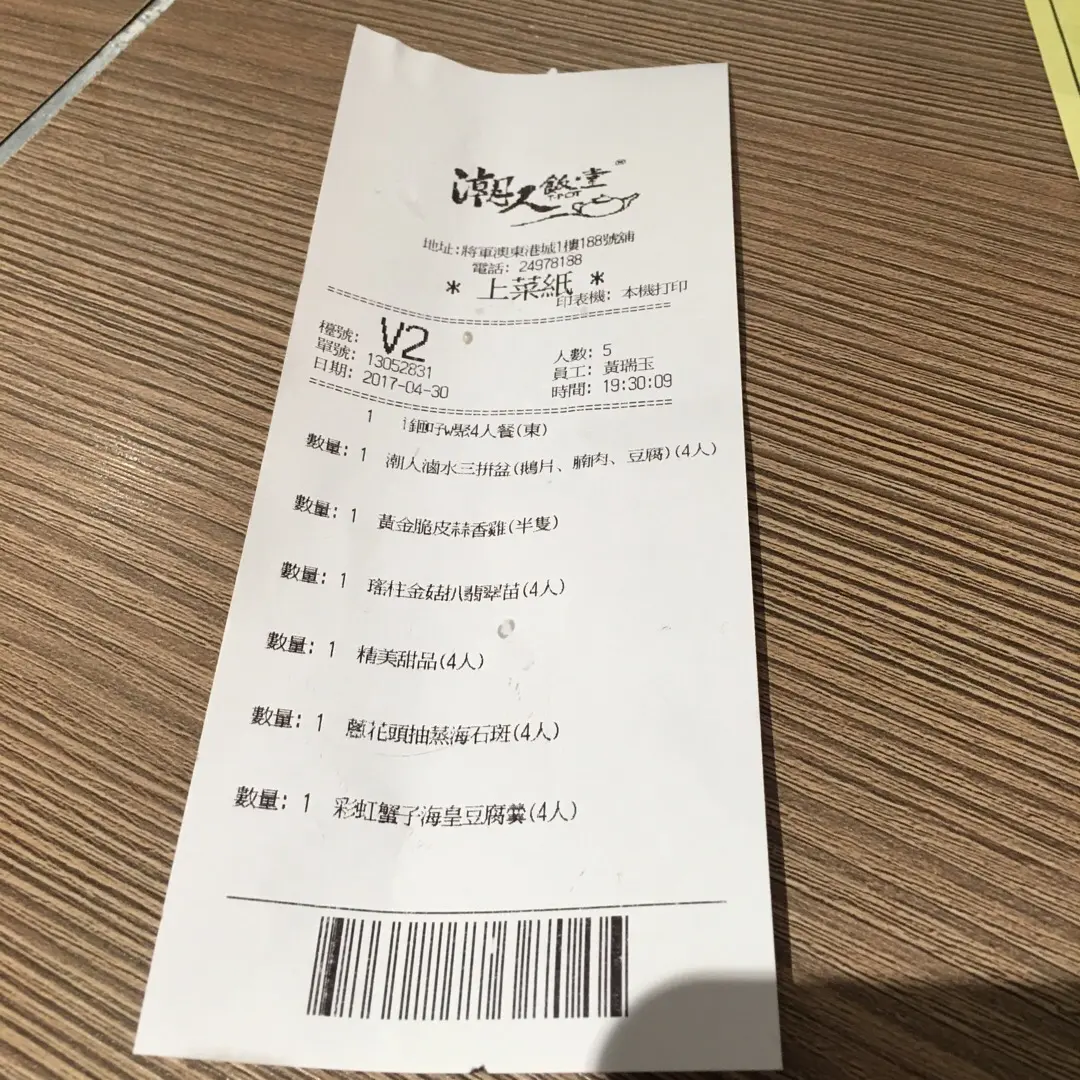 潮人飯堂®
T-POT
地址:將軍澳東港城1樓188號舖
電話: 24978188
* 上菜紙 *
印表機: 本機打印
檯號: V2
單號: 13052831 人數: 5
日期: 2017-04-30 員工: 黃瑞玉
時間: 19:30:09
1 聚4人餐(東)
數量: 1 潮人滷水三拼盆(鵝片、腩肉、豆腐)(4人)
數量: 1 黃金脆皮蒜香雞(半隻)
數量: 1 瑤柱金菇扒翡翠苗(4人)
數量: 1 精美甜品(4人)
數量: 1 蔥花頭抽蒸海石斑(4人)
數量: 1 彩虹蟹子海皇豆腐羹(4人)